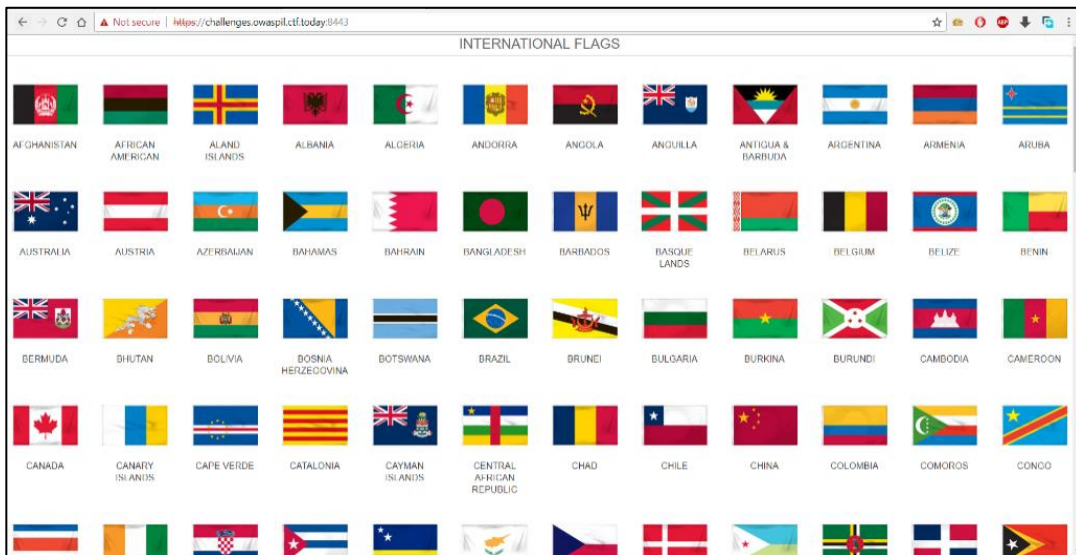 Not secure | https://challenges.owaspil.ctf.today:8443
INTERNATIONAL FLAGS
AFGHANISTAN AFRICAN AMERICAN ALAND ISLANDS ALBANIA ALGERIA ANDORRA ANGOLA ANGUILLA ANTIGUA & BARBUDA ARGENTINA ARMENIA ARUBA
AUSTRALIA AUSTRIA AZERBAIJAN BAHAMAS BAHRAIN BANGLADESH BARBADOS BASQUE LANDS BELARUS BELGIUM BELIZE BENIN
BERMUDA BHUTAN BOLIVIA BOSNIA HERZEGOVINA BOTSWANA BRAZIL BRUNEI BULGARIA BURKINA BURUNDI CAMBODIA CAMEROON
CANADA CANARY ISLANDS CAPE VERDE CATALONIA CAYMAN ISLANDS CENTRAL AFRICAN REPUBLIC CHAD CHILE CHINA COLOMBIA COMOROS CONGO